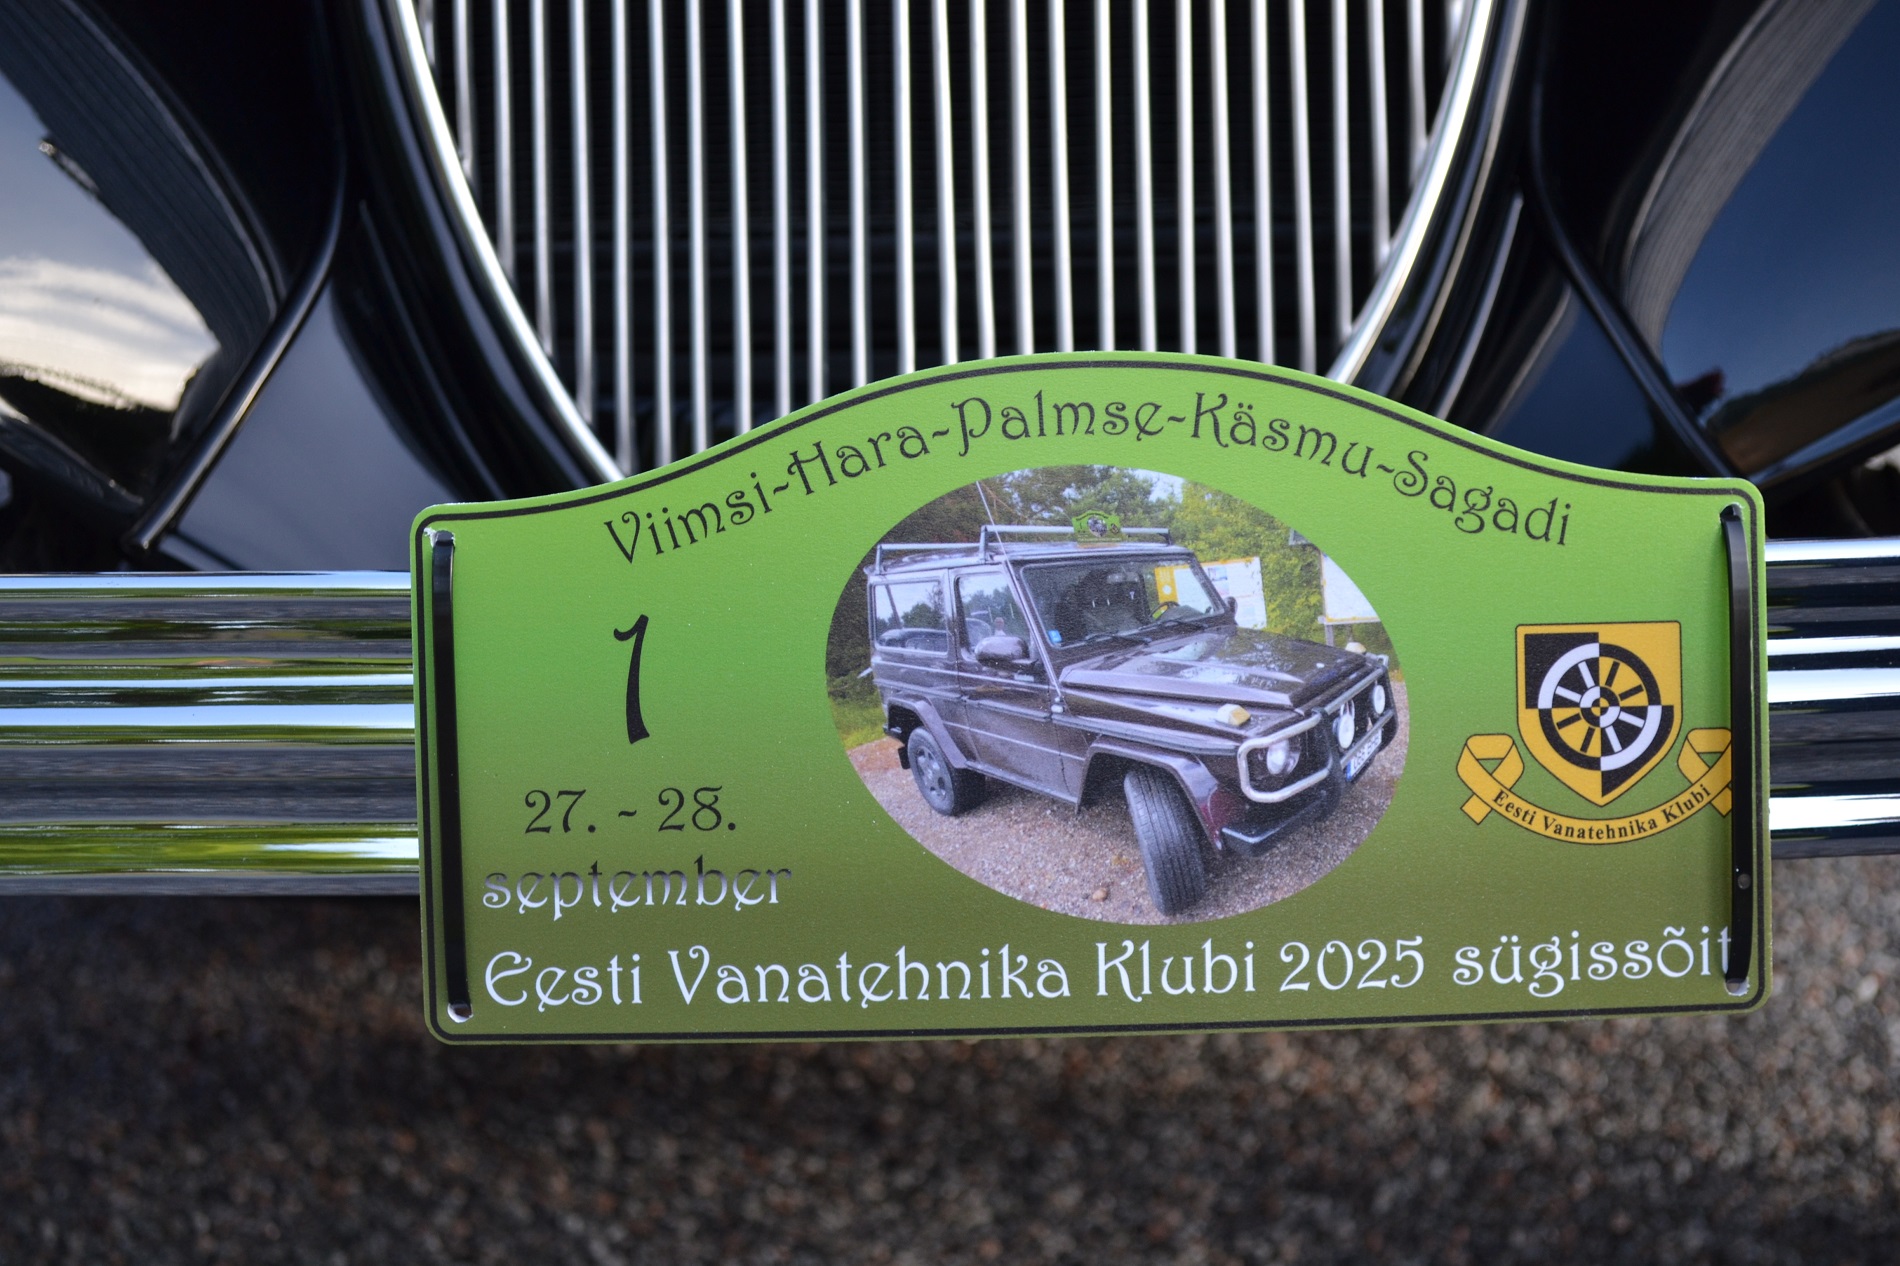 Viimsi-Hara-Palmse-Käsmu-Sagadi
1
27. - 28.
september
Eesti Vanatehnika Klubi
Eesti Vanatehnika Klubi 2025 sügissõit